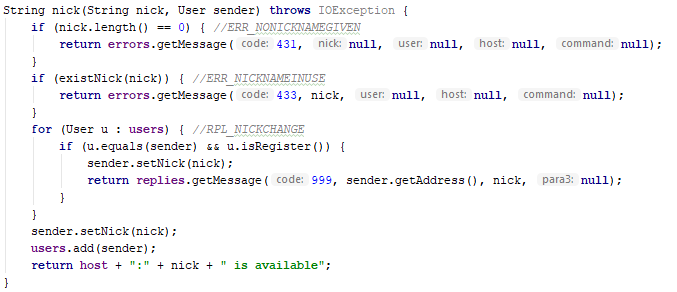 String nick(String nick, User sender) throws IOException {
    if (nick.length() == 0) { //ERR_NONICKNAMEGIVEN
        return errors.getMessage( code: 431, nick: null, user: null, host: null, command: null);
    }
    if (existNick(nick)) { //ERR_NICKNAMEINUSE
        return errors.getMessage( code: 433, nick, user: null, host: null, command: null);
    }
    for (User u : users) { //RPL_NICKCHANGE
        if (u.equals(sender) && u.isRegister()) {
            sender.setNick(nick);
            return replies.getMessage( code: 999, sender.getAddress(), nick, para3: null);
        }
    }
    sender.setNick(nick);
    users.add(sender);
    return host + ":" + nick + " is available";
}